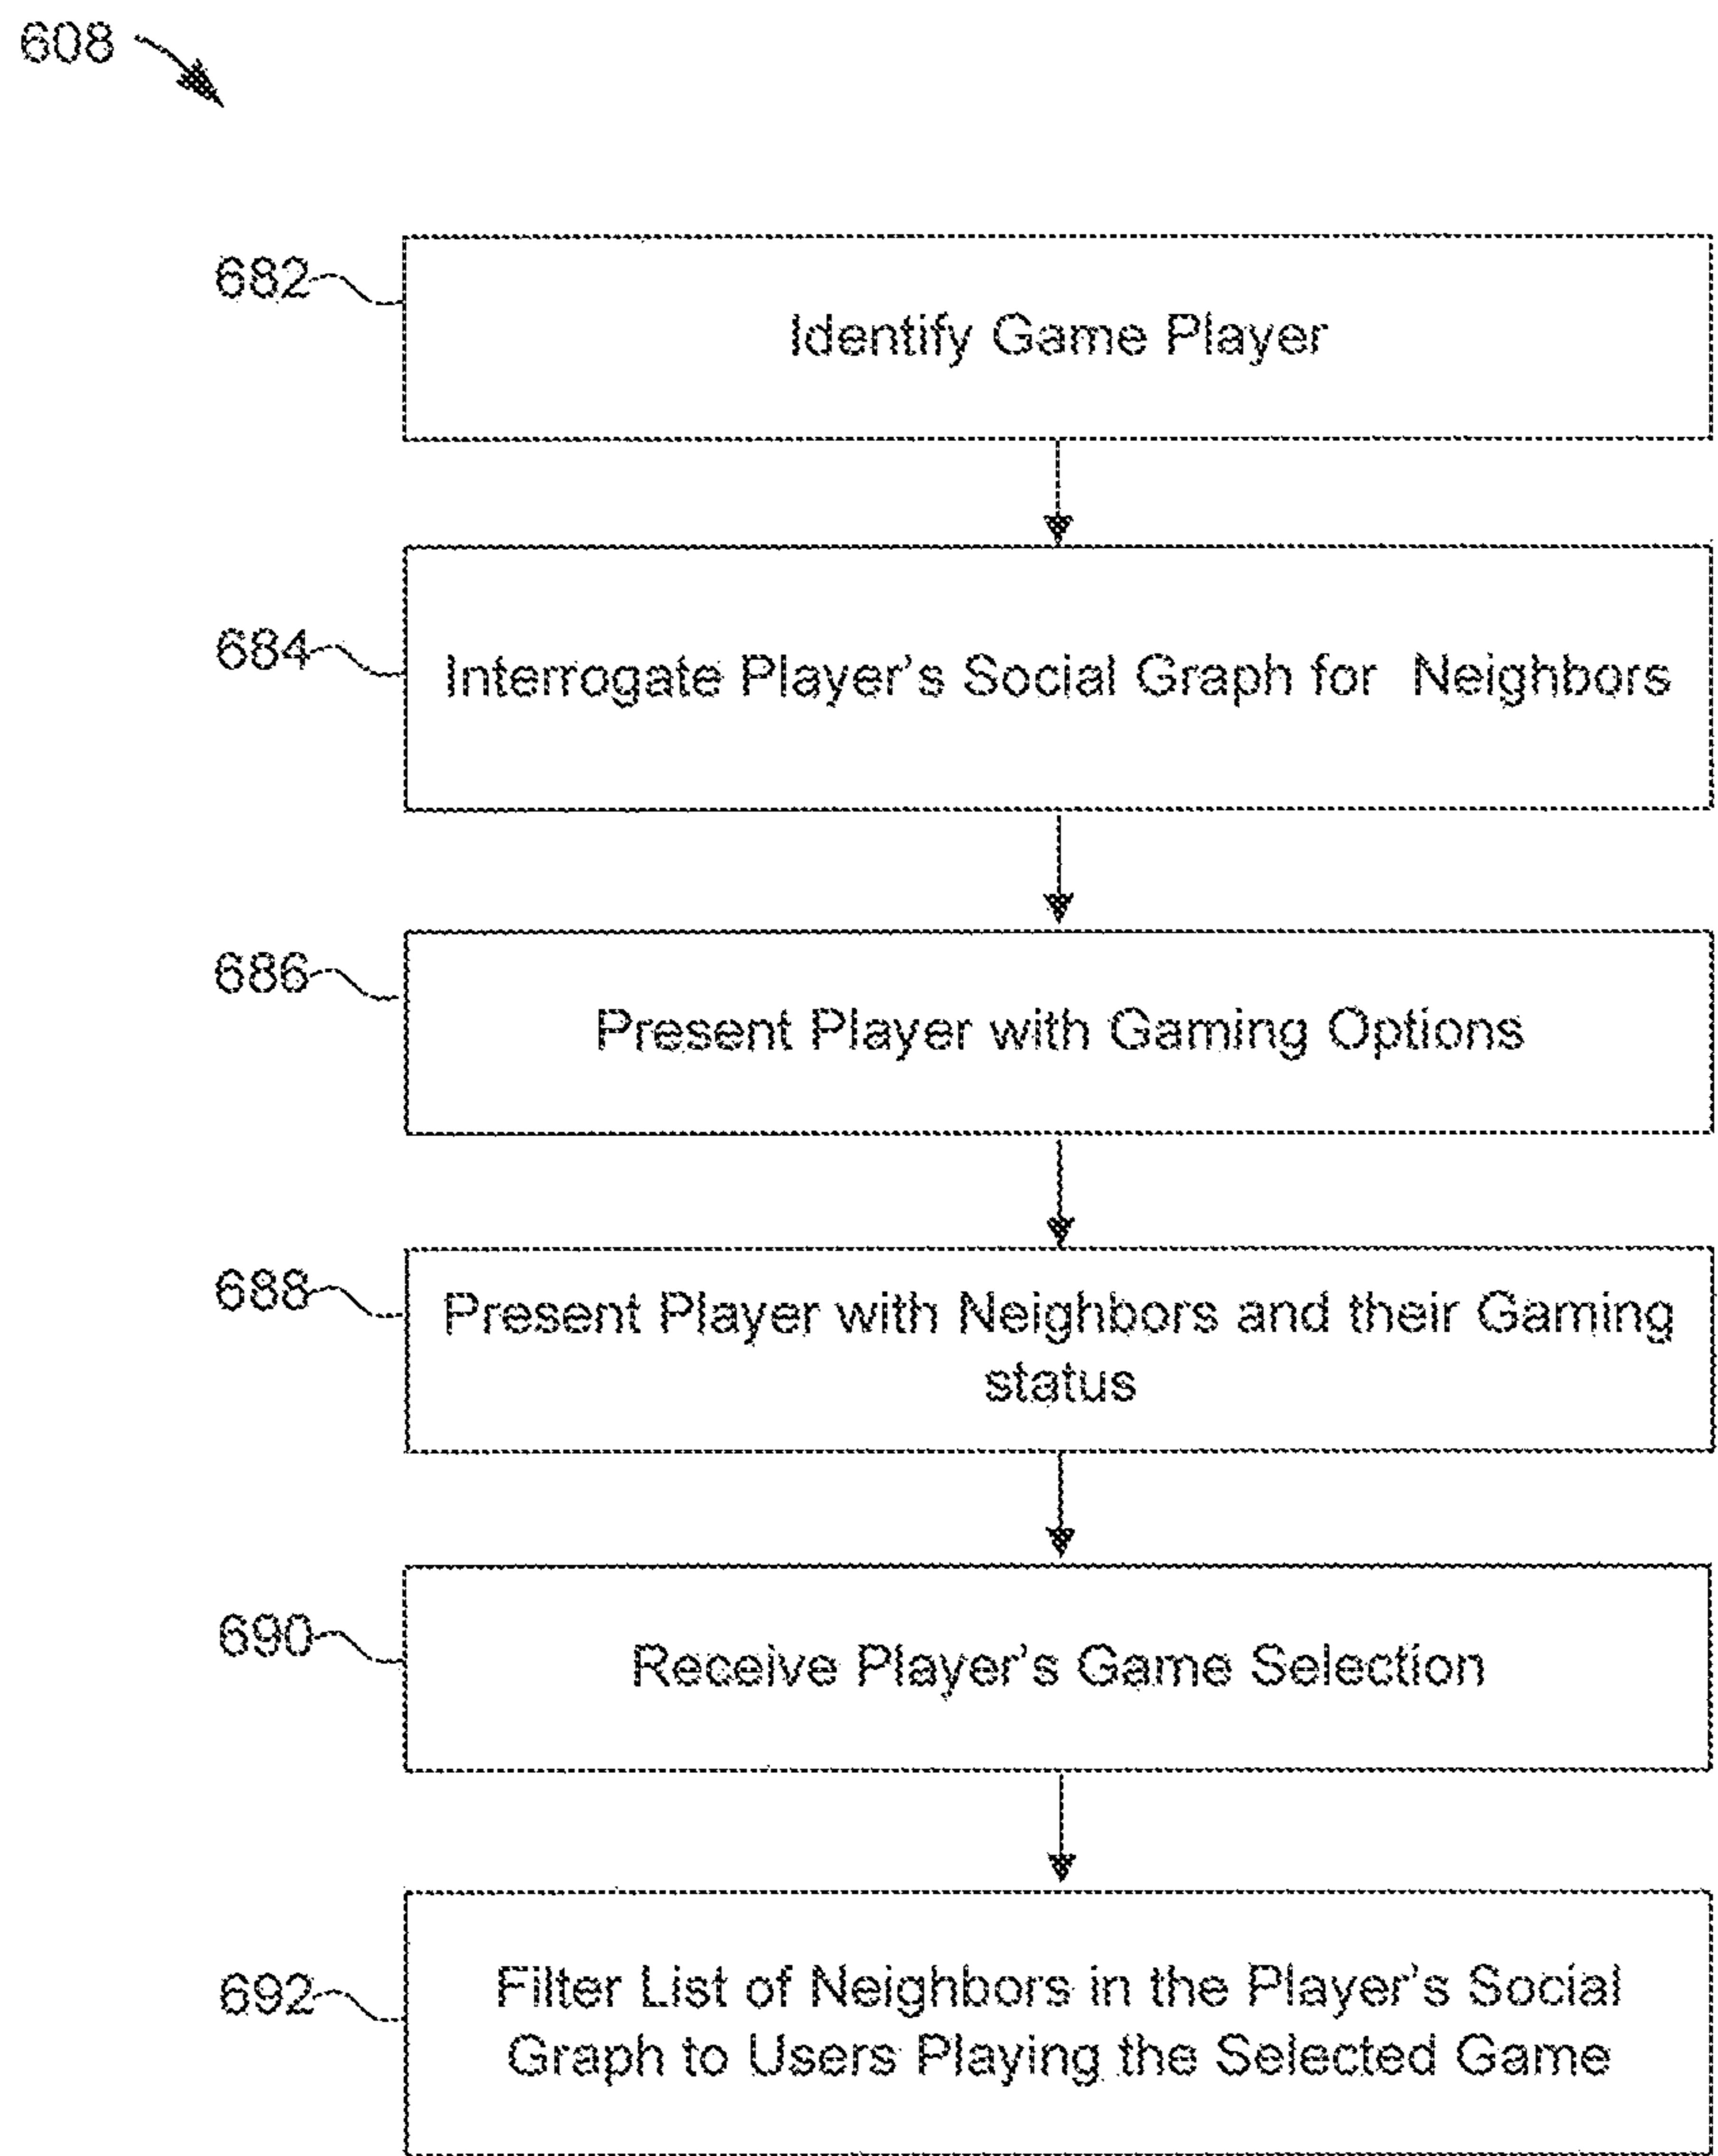 608
682
Identify Game Player
684
Interrogate Player's Social Graph for Neighbors
686
Present Player with Gaming Options
688
Present Player with Neighbors and their Gaming
status
690
Receive Player's Game Selection
692
Filter List of Neighbors in the Player's Social
Graph to Users Playing the Selected Game